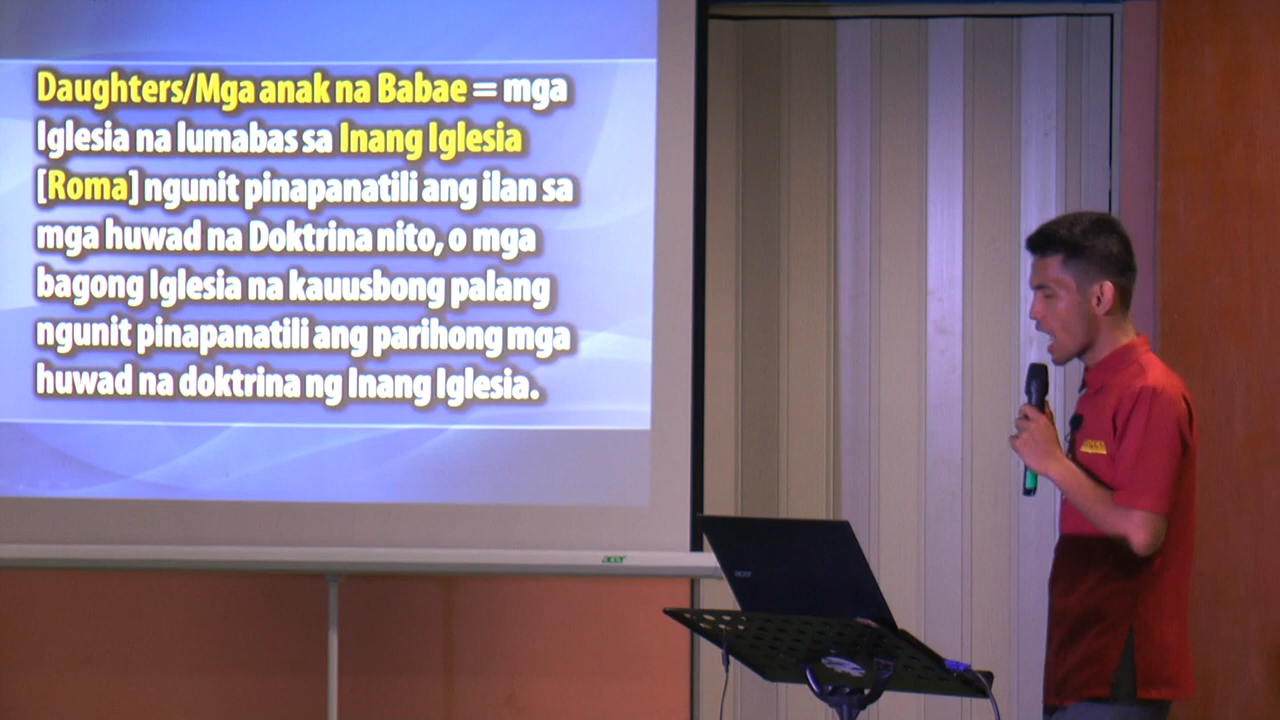 Daughters/Mga anak na Babae = mga
Iglesia na lumabas sa Inang Iglesia
[Roma] ngunit pinapanatili ang ilan sa
mga huwad na Doktrina nito, o mga
bagong Iglesia na kauusbong palang
ngunit pinapanatili ang parihong mga
huwad na doktrina ng Inang Iglesia.
acer
acer